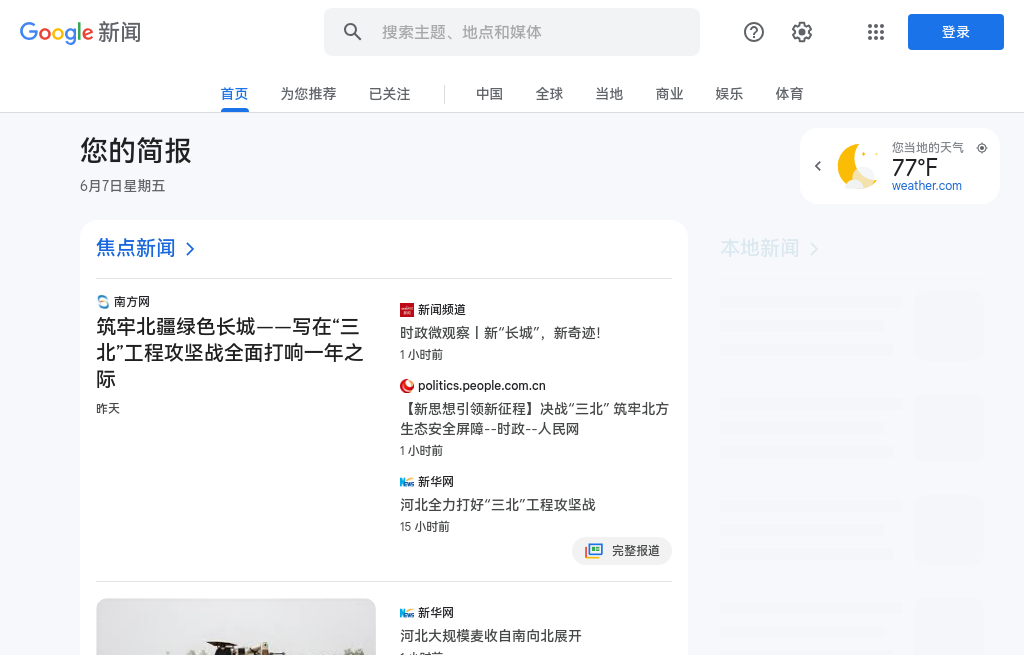 Google 新闻
搜索主题、地点和媒体
登录
首页
为您推荐
已关注
中国
全球
当地
商业
娱乐
体育
您的简报
6月7日星期五
您当地的天气
77°F
weather.com
焦点新闻
南方网
筑牢北疆绿色长城——写在“三
北”工程攻坚战全面打响一年之
际
昨天
新闻频道
时政微观察丨新“长城”，新奇迹！
1 小时前
politics.people.com.cn
【新思想引领新征程】决战“三北” 筑牢北方
生态安全屏障--时政--人民网
1 小时前
新华网
河北全力打好“三北”工程攻坚战
15 小时前
完整报道
新华网
河北大规模麦收自南向北展开
本地新闻